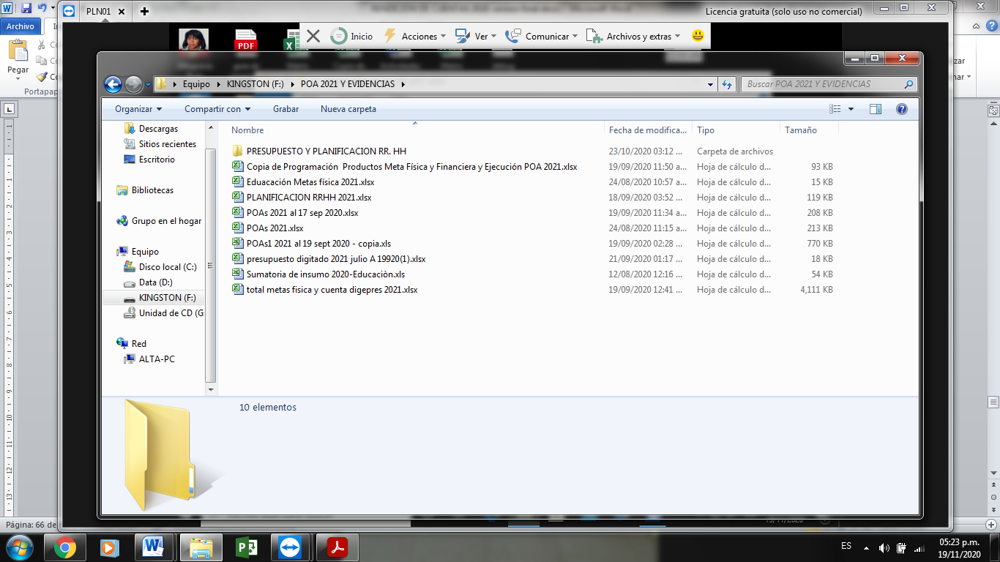 PLN01
Licencia gratuita (solo uso no comercial)
Archivo
Pegar
Portapap
PDF
Inicio
Acciones
Ver
Comunicar
Archivos y extras
Equipo
KINGSTON (F:)
POA 2021 Y EVIDENCIAS
Buscar POA 2021 Y EVIDENCIAS
Organizar
Compartir con
Grabar
Nueva carpeta
Descargas
Sitios recientes
Escritorio
Bibliotecas
Grupo en el hogar
Equipo
Disco local (C:)
Data (D:)
KINGSTON (F:)
Unidad de CD (G
Red
ALTA-PC
Nombre Fecha de modifica... Tipo Tamaño
PRESUPUESTO Y PLANIFICACION RR. HH 23/10/2020 03:12 ... Carpeta de archivos
Copia de Programación  Productos Meta Física y Financiera y Ejecución POA 2021.xlsx 19/09/2020 11:50 a... Hoja de cálculo d... 93 KB
Eduacación Metas física 2021.xlsx 24/08/2020 10:57 a... Hoja de cálculo d... 15 KB
PLANIFICACION RRHH 2021.xlsx 18/09/2020 03:52 ... Hoja de cálculo d... 119 KB
POAs 2021 al 17 sep 2020.xlsx 19/09/2020 11:34 a... Hoja de cálculo d... 208 KB
POAs 2021.xlsx 24/08/2020 11:15 a... Hoja de cálculo d... 213 KB
POAs1 2021 al 19 sept 2020 - copia.xls 19/09/2020 02:28 ... Hoja de cálculo d... 770 KB
presupuesto digitado 2021 julio A 19920(1).xlsx 21/09/2020 01:17 ... Hoja de cálculo d... 18 KB
Sumatoria de insumo 2020-Educaciòn.xls 12/08/2020 12:16 ... Hoja de cálculo d... 54 KB
total metas fisica y cuenta digepres 2021.xlsx 19/09/2020 12:41 ... Hoja de cálculo d... 4,111 KB
10 elementos
Página: 66 de
ES
05:23 p.m.
19/11/2020